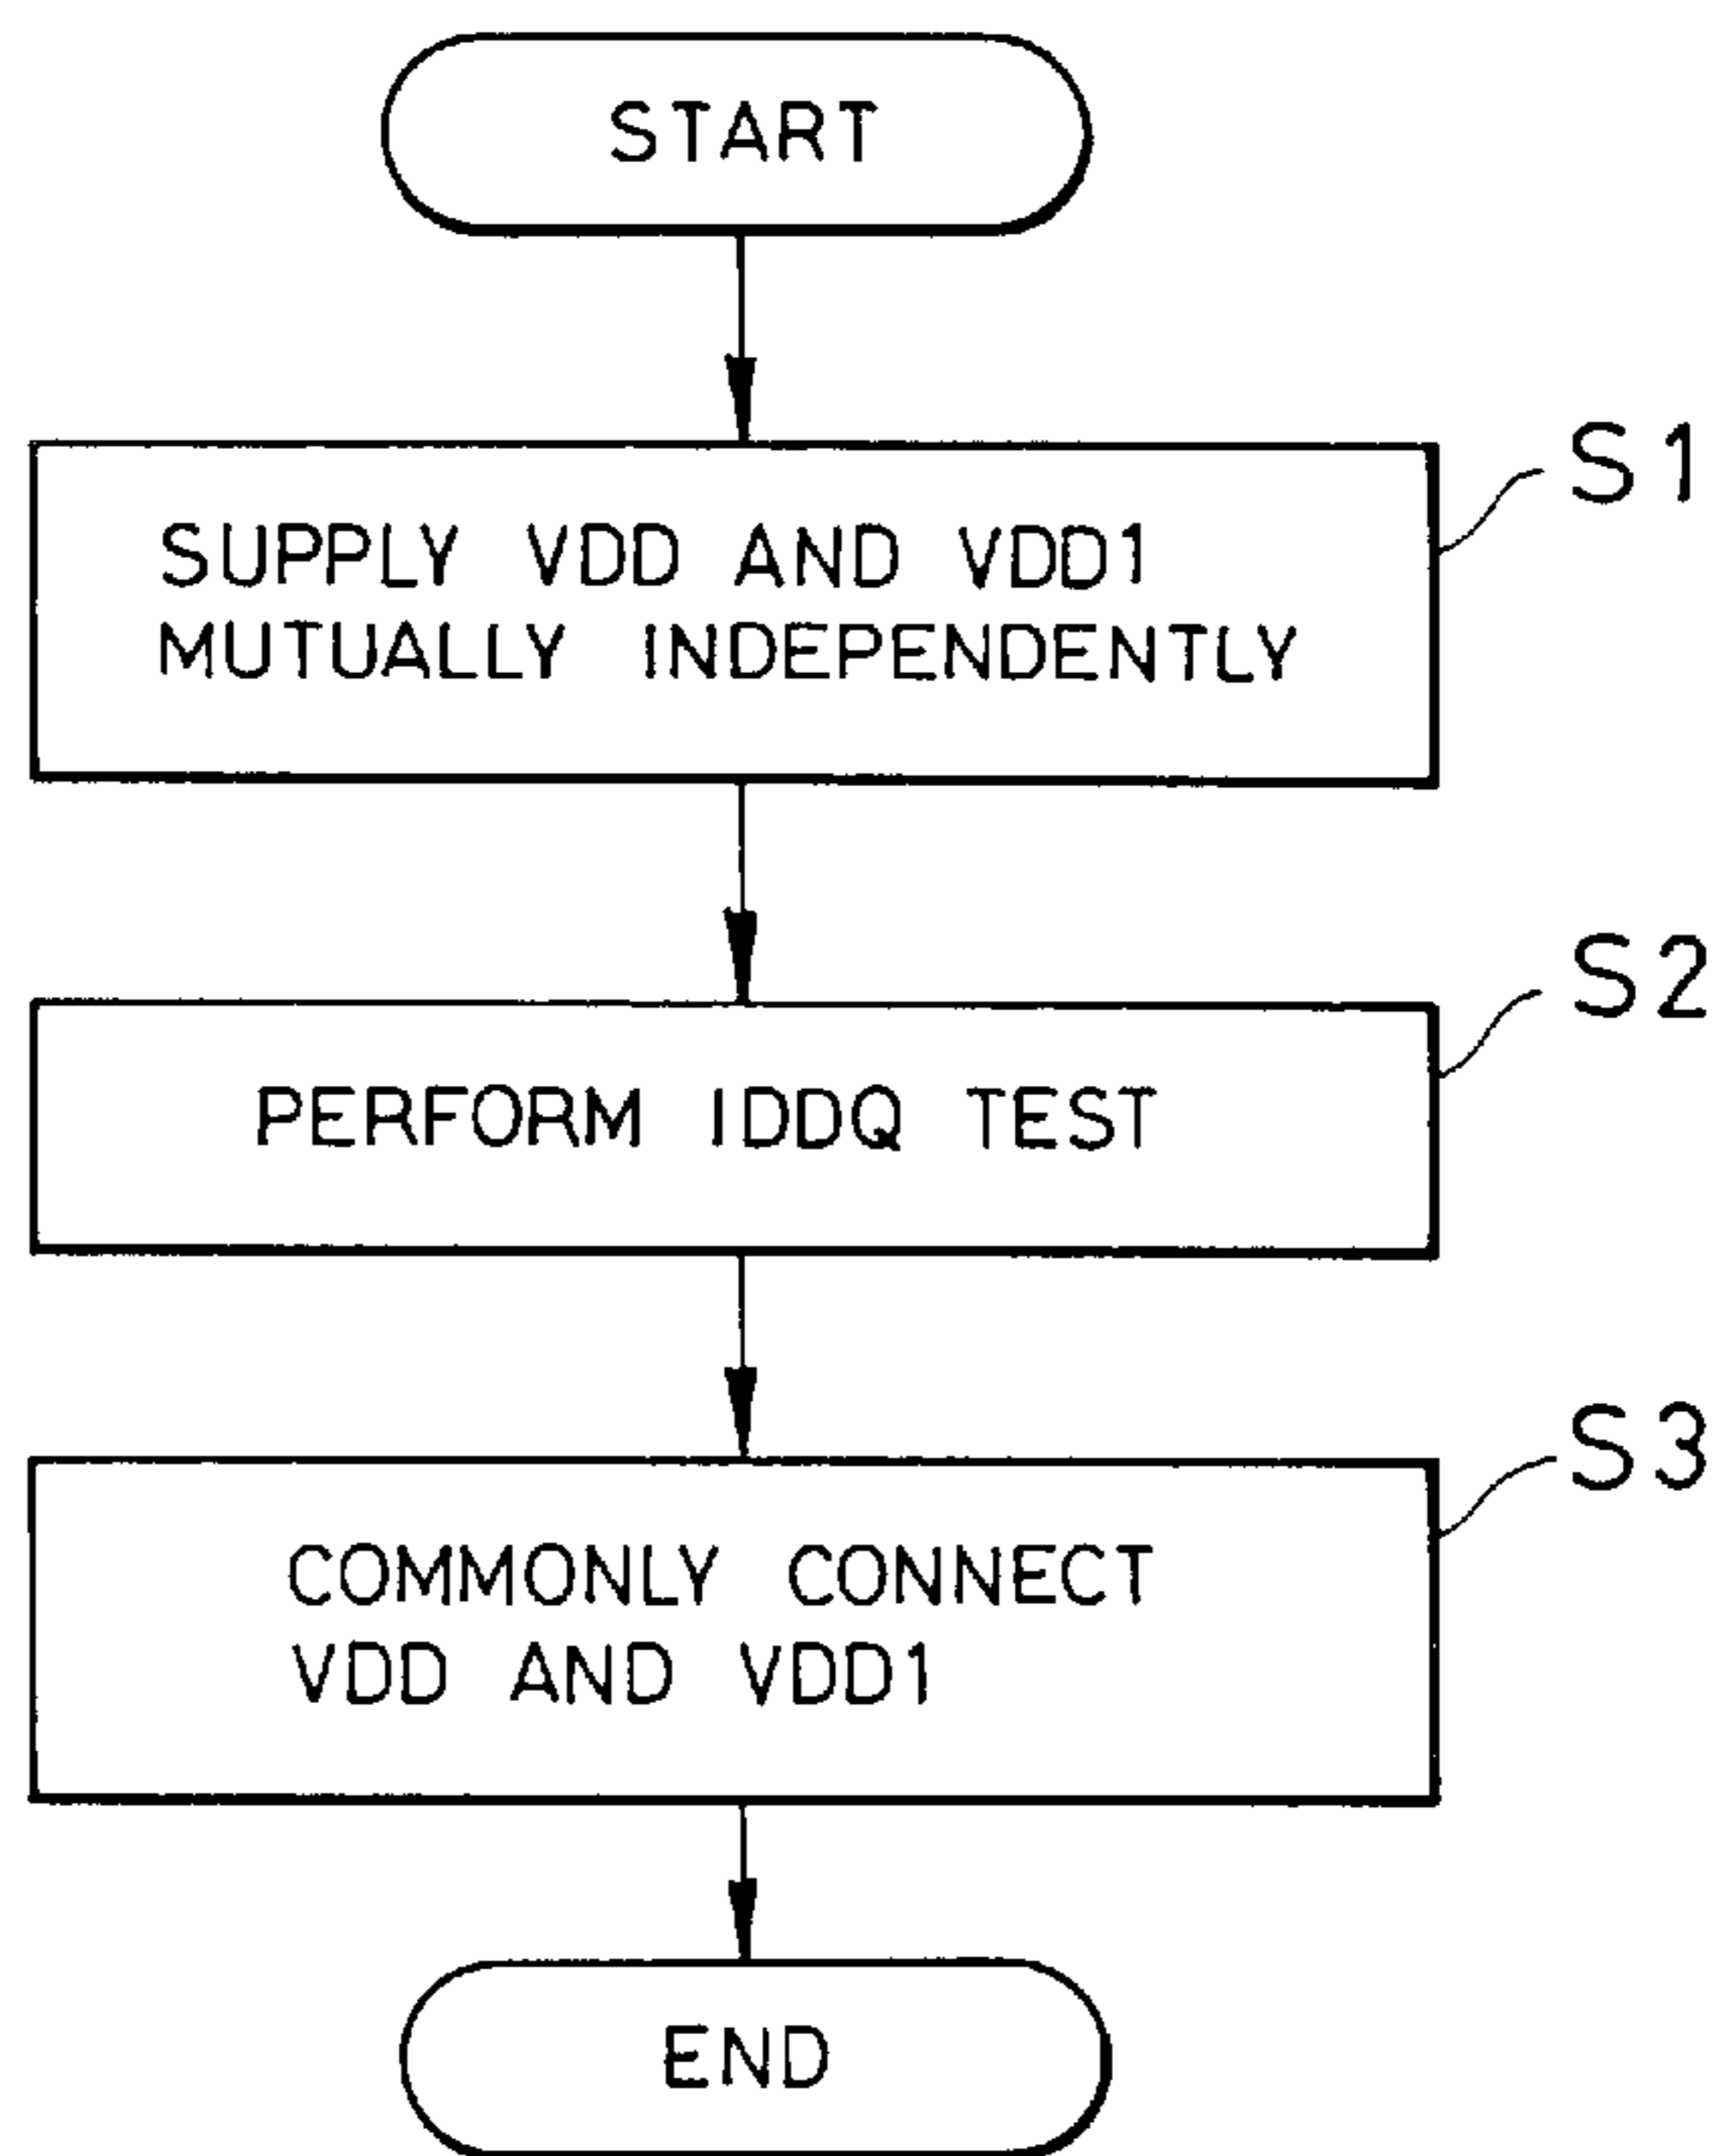 START
S1
SUPPLY VDD AND VDD1
MUTUALLY INDEPENDENTLY
S2
PERFORM IDDQ TEST
S3
COMMONLY CONNECT
VDD AND VDD1
END